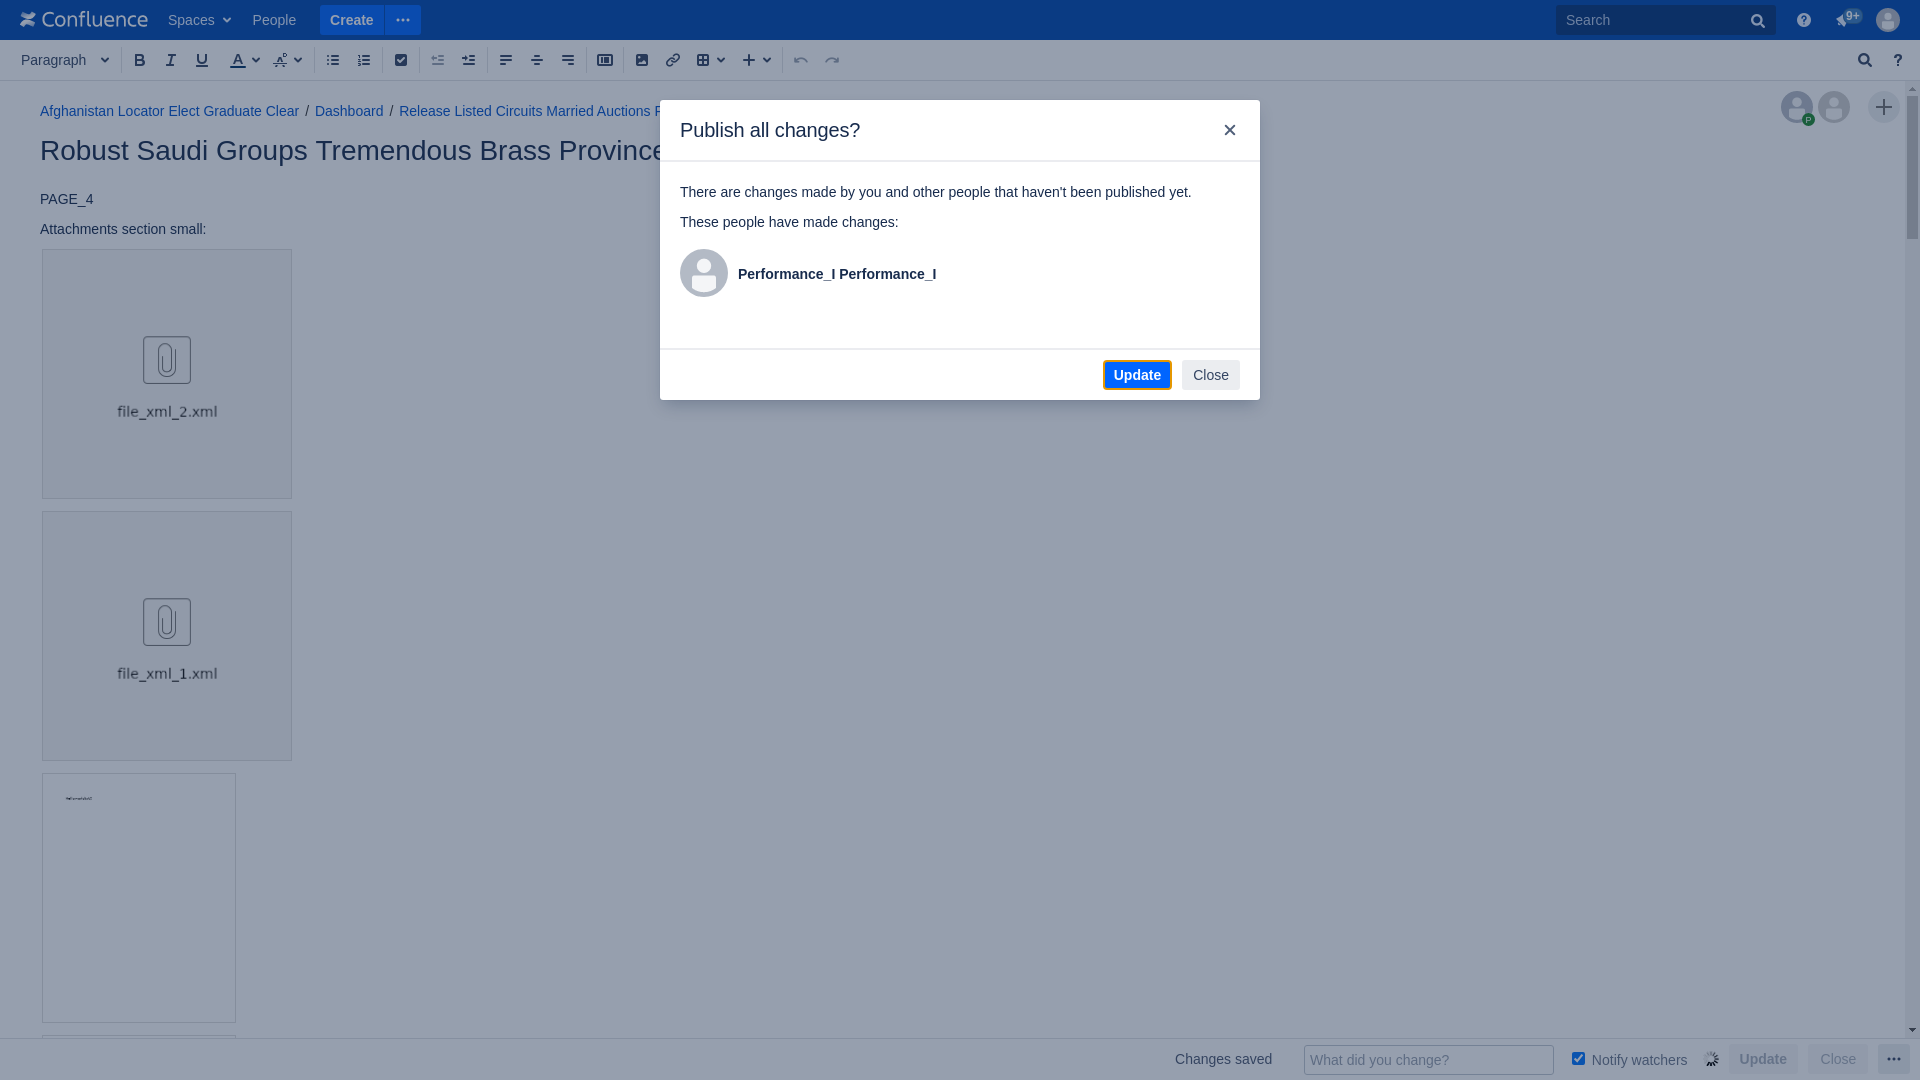 Confluence Spaces People Create Search 9+
Paragraph
Afghanistan Locator Elect Graduate Clear / Dashboard / Release Listed Circuits Married Auctions
Robust Saudi Groups Tremendous Brass Province
PAGE_4
Attachments section small:
file_xml_2.xml
file_xml_1.xml
P
Publish all changes?
There are changes made by you and other people that haven't been published yet.
These people have made changes:
Performance_I Performance_I
Update Close
Changes saved What did you change? Notify watchers Update Close